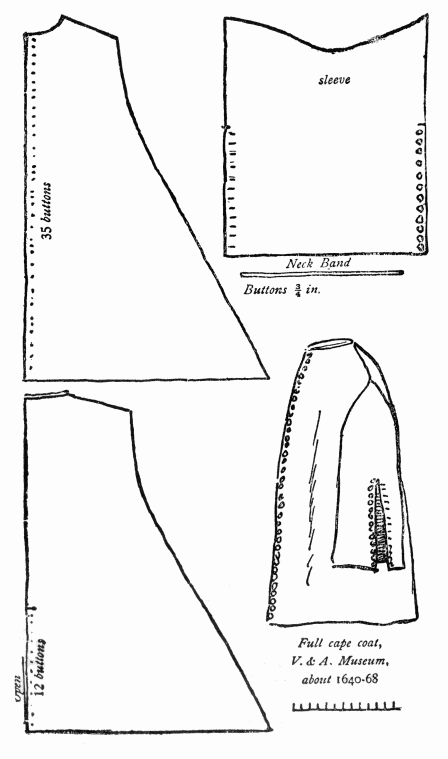 35 buttons
sleeve
Neck Band
Buttons ¾ in.
open
12 buttons
Full cape coat,
V. & A. Museum,
about 1640-68